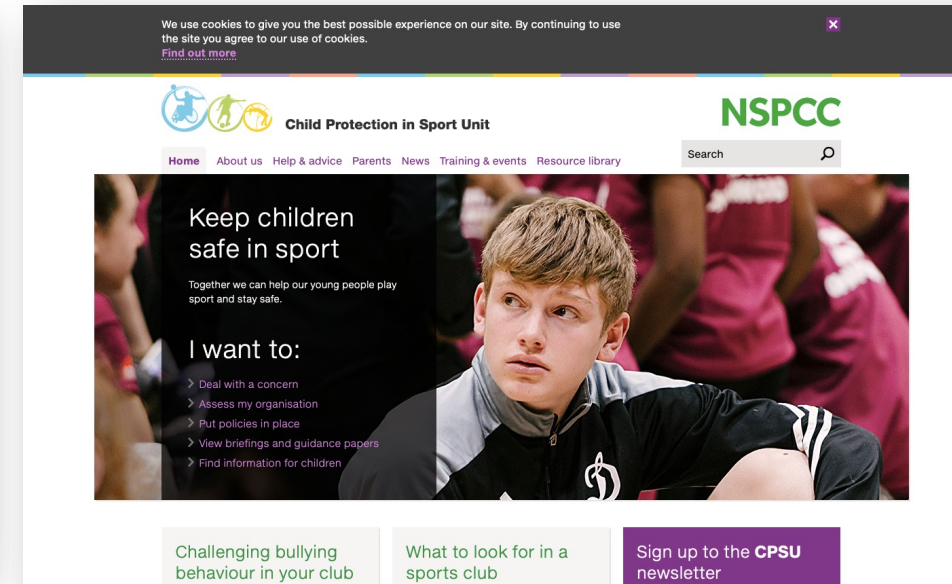 We use cookies to give you the best possible experience on our site. By continuing to use
the site you agree to our use of cookies.
Find out more
Child Protection in Sport Unit
NSPCC
Home About us Help & advice Parents News Training & events Resource library
Search
Keep children
safe in sport
Together we can help our young people play
sport and stay safe.
I want to:
Deal with a concern
Assess my organisation
Put policies in place
View briefings and guidance papers
Find information for children
Challenging bullying
behaviour in your club
What to look for in a
sports club
Sign up to the CPSU
newsletter